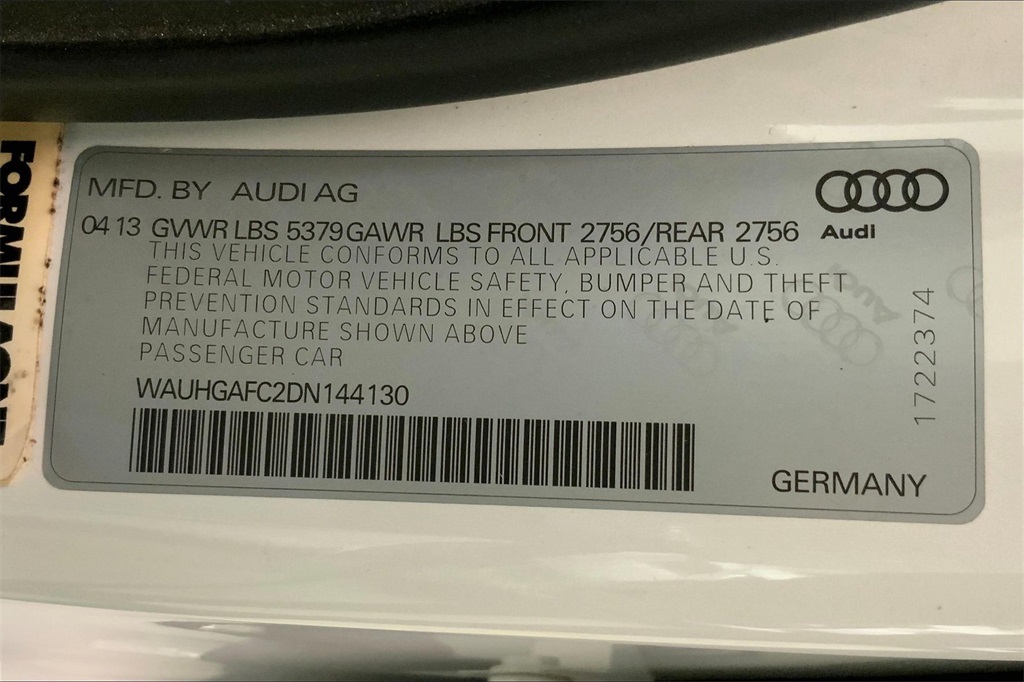 MFD. BY AUDI AG
04 13 GVWR LBS 5379 GAWR LBS FRONT 2756/REAR 2756
Audi
THIS VEHICLE CONFORMS TO ALL APPLICABLE U.S.
FEDERAL MOTOR VEHICLE SAFETY, BUMPER AND THEFT
PREVENTION STANDARDS IN EFFECT ON THE DATE OF
MANUFACTURE SHOWN ABOVE
PASSENGER CAR
WAUHGAFC2DN144130
1722374
GERMANY